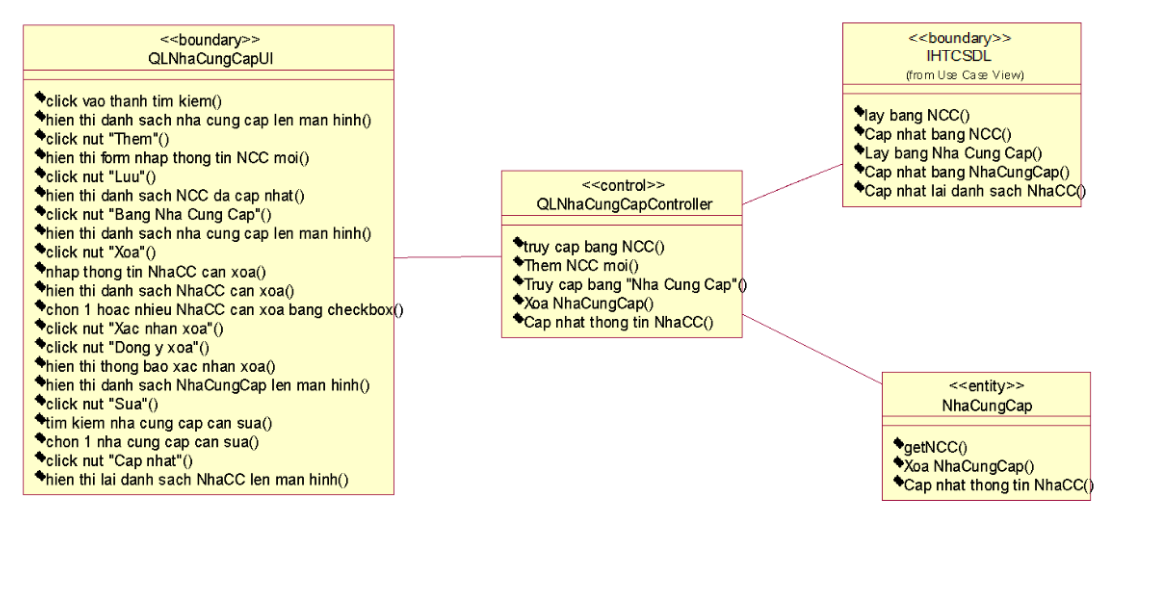 <<boundary>>
QLNhaCungCapUI
click vao thanh tim kiem()
hien thi danh sach nha cung cap len man hinh()
click nut "Them"()
hien thi form nhap thong tin NCC moi()
click nut "Luu"()
hien thi danh sach NCC da cap nhat()
click nut "Bang Nha Cung Cap"()
hien thi danh sach nha cung cap len man hinh()
click nut "Xoa"()
nhap thong tin NhaCC can xoa()
hien thi danh sach NhaCC can xoa()
chon 1 hoac nhieu NhaCC can xoa bang checkbox()
click nut "Xac nhan xoa"()
click nut "Dong y xoa"()
hien thi thong bao xac nhan xoa()
hien thi danh sach NhaCungCap len man hinh()
click nut "Sua"()
tim kiem nha cung cap can sua()
chon 1 nha cung cap can sua()
click nut "Cap nhat"()
hien thi lai danh sach NhaCC len man hinh()
<<control>>
QLNhaCungCapController
truy cap bang NCC()
Them NCC moi()
Truy cap bang "Nha Cung Cap"()
Xoa NhaCungCap()
Cap nhat thong tin NhaCC()
<<boundary>>
IHTCSDL
(from Use Case View)
lay bang NCC()
Cap nhat bang NCC()
Lay bang Nha Cung Cap()
Cap nhat bang NhaCungCap()
Cap nhat lai danh sach NhaCC()
<<entity>>
NhaCungCap
getNCC()
Xoa NhaCungCap()
Cap nhat thong tin NhaCC()